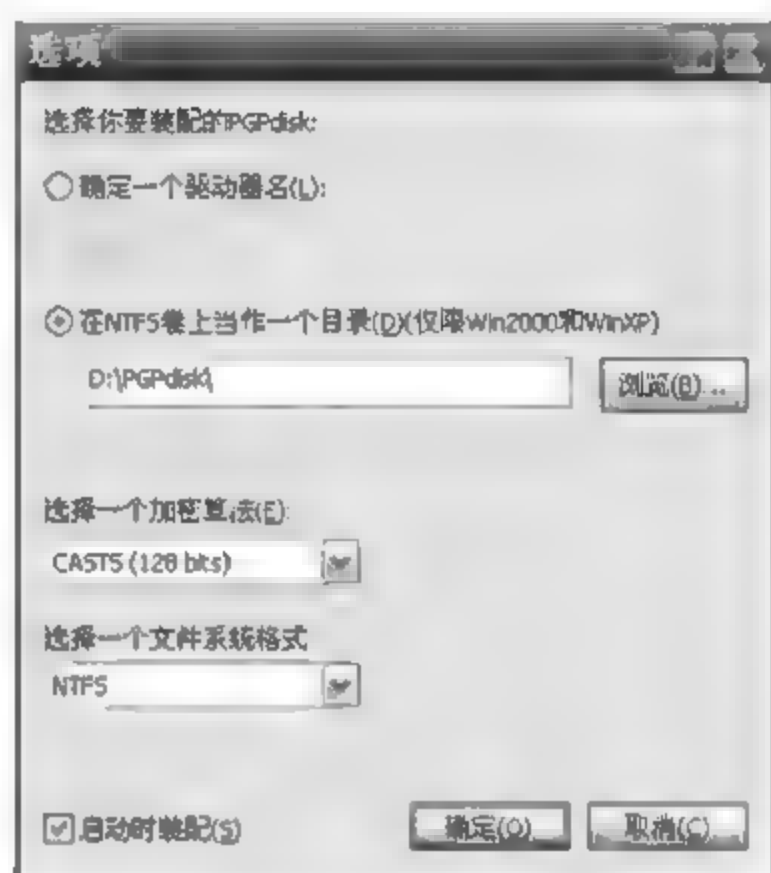 选项
选择你要装配的PGPdisk:
确定一个驱动器名(L):
在NTFS卷上当作一个目录(D)(仅限Win2000和WinXP)
D:\PGPdisk\
浏览(B)...
选择一个加密算法(E):
CAST5 (128 bits)
选择一个文件系统格式
NTFS
启动时装配(S)
确定(O)
取消(C)